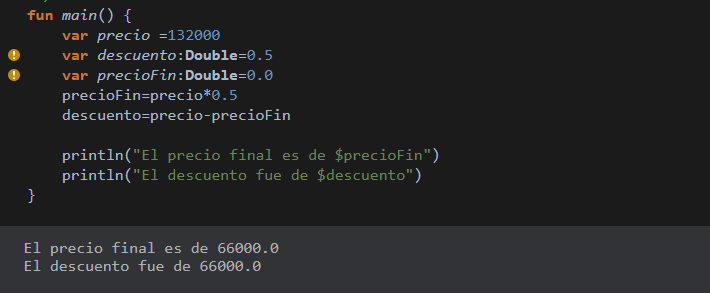 fun main() {
var precio =132000
var descuento:Double=0.5
var precioFin:Double=0.0
precioFin=precio*0.5
descuento=precio-precioFin
println("El precio final es de $precioFin")
println("El descuento fue de $descuento")
}
El precio final es de 66000.0
El descuento fue de 66000.0